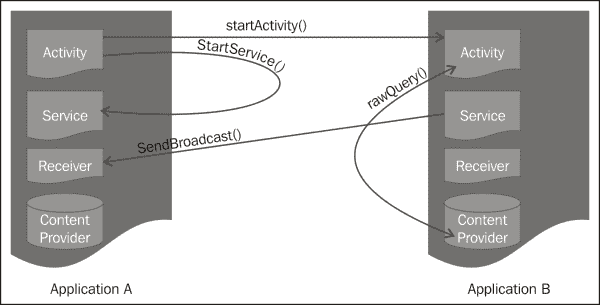 startActivity()
Activity
StartService()
Service
SendBroadcast()
Receiver
Content
Provider
Application A
rawQuery()
Activity
Service
Receiver
Content
Provider
Application B